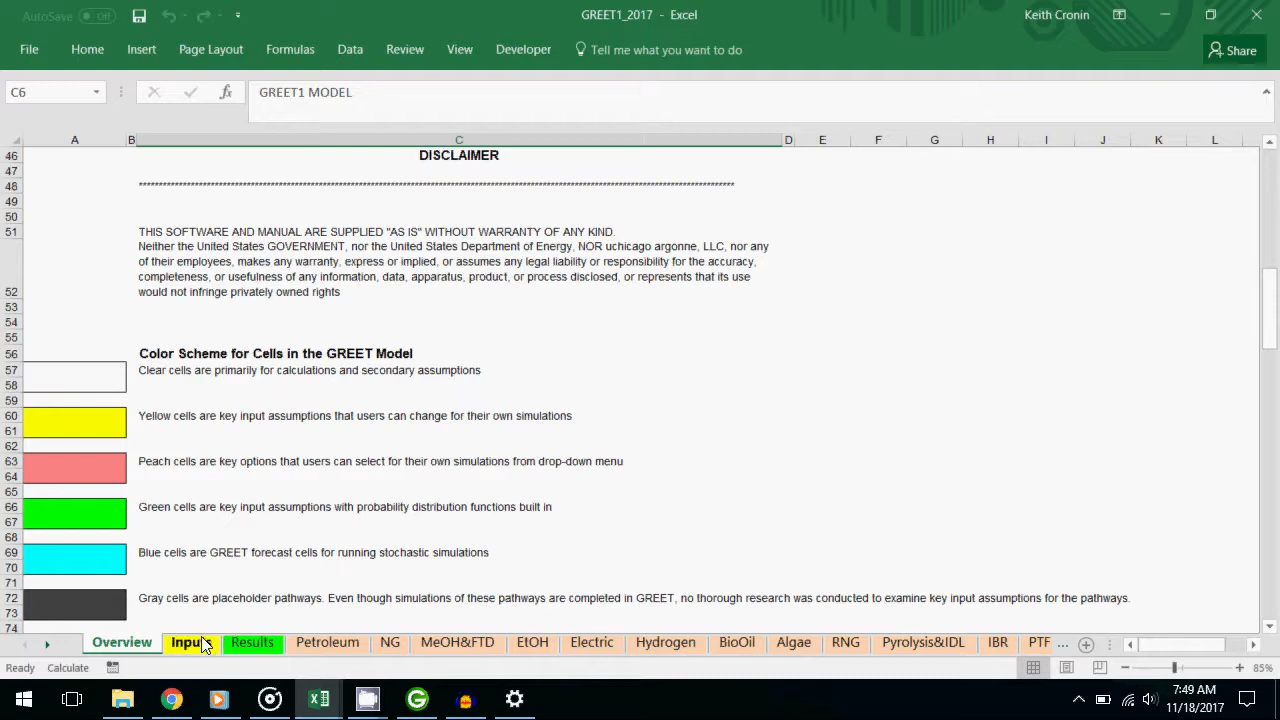 AutoSave Off
GREET1_2017 - Excel
Keith Cronin
File Home Insert Page Layout Formulas Data Review View Developer Tell me what you want to do Share
C6 fx GREET1 MODEL
A B C D E F G H I J K L
46 DISCLAIMER
47
48 ****************************************************************************************************************************************************
49
50
51 THIS SOFTWARE AND MANUAL ARE SUPPLIED "AS IS" WITHOUT WARRANTY OF ANY KIND.
Neither the United States GOVERNMENT, nor the United States Department of Energy, NOR uchicago argonne, LLC, nor any
of their employees, makes any warranty, express or implied, or assumes any legal liability or responsibility for the accuracy,
completeness, or usefulness of any information, data, apparatus, product, or process disclosed, or represents that its use
52 would not infringe privately owned rights
53
54
55
56 Color Scheme for Cells in the GREET Model
57 Clear cells are primarily for calculations and secondary assumptions
58
59
60 Yellow cells are key input assumptions that users can change for their own simulations
61
62
63 Peach cells are key options that users can select for their own simulations from drop-down menu
64
65
66 Green cells are key input assumptions with probability distribution functions built in
67
68
69 Blue cells are GREET forecast cells for running stochastic simulations
70
71
72 Gray cells are placeholder pathways. Even though simulations of these pathways are completed in GREET, no thorough research was conducted to examine key input assumptions for the pathways.
73
74
Overview Inputs Results Petroleum NG MeOH&FTD EtOH Electric Hydrogen BioOil Algae RNG Pyrolysis&IDL IBR PTF ...
Ready Calculate 85%
7:49 AM
11/18/2017